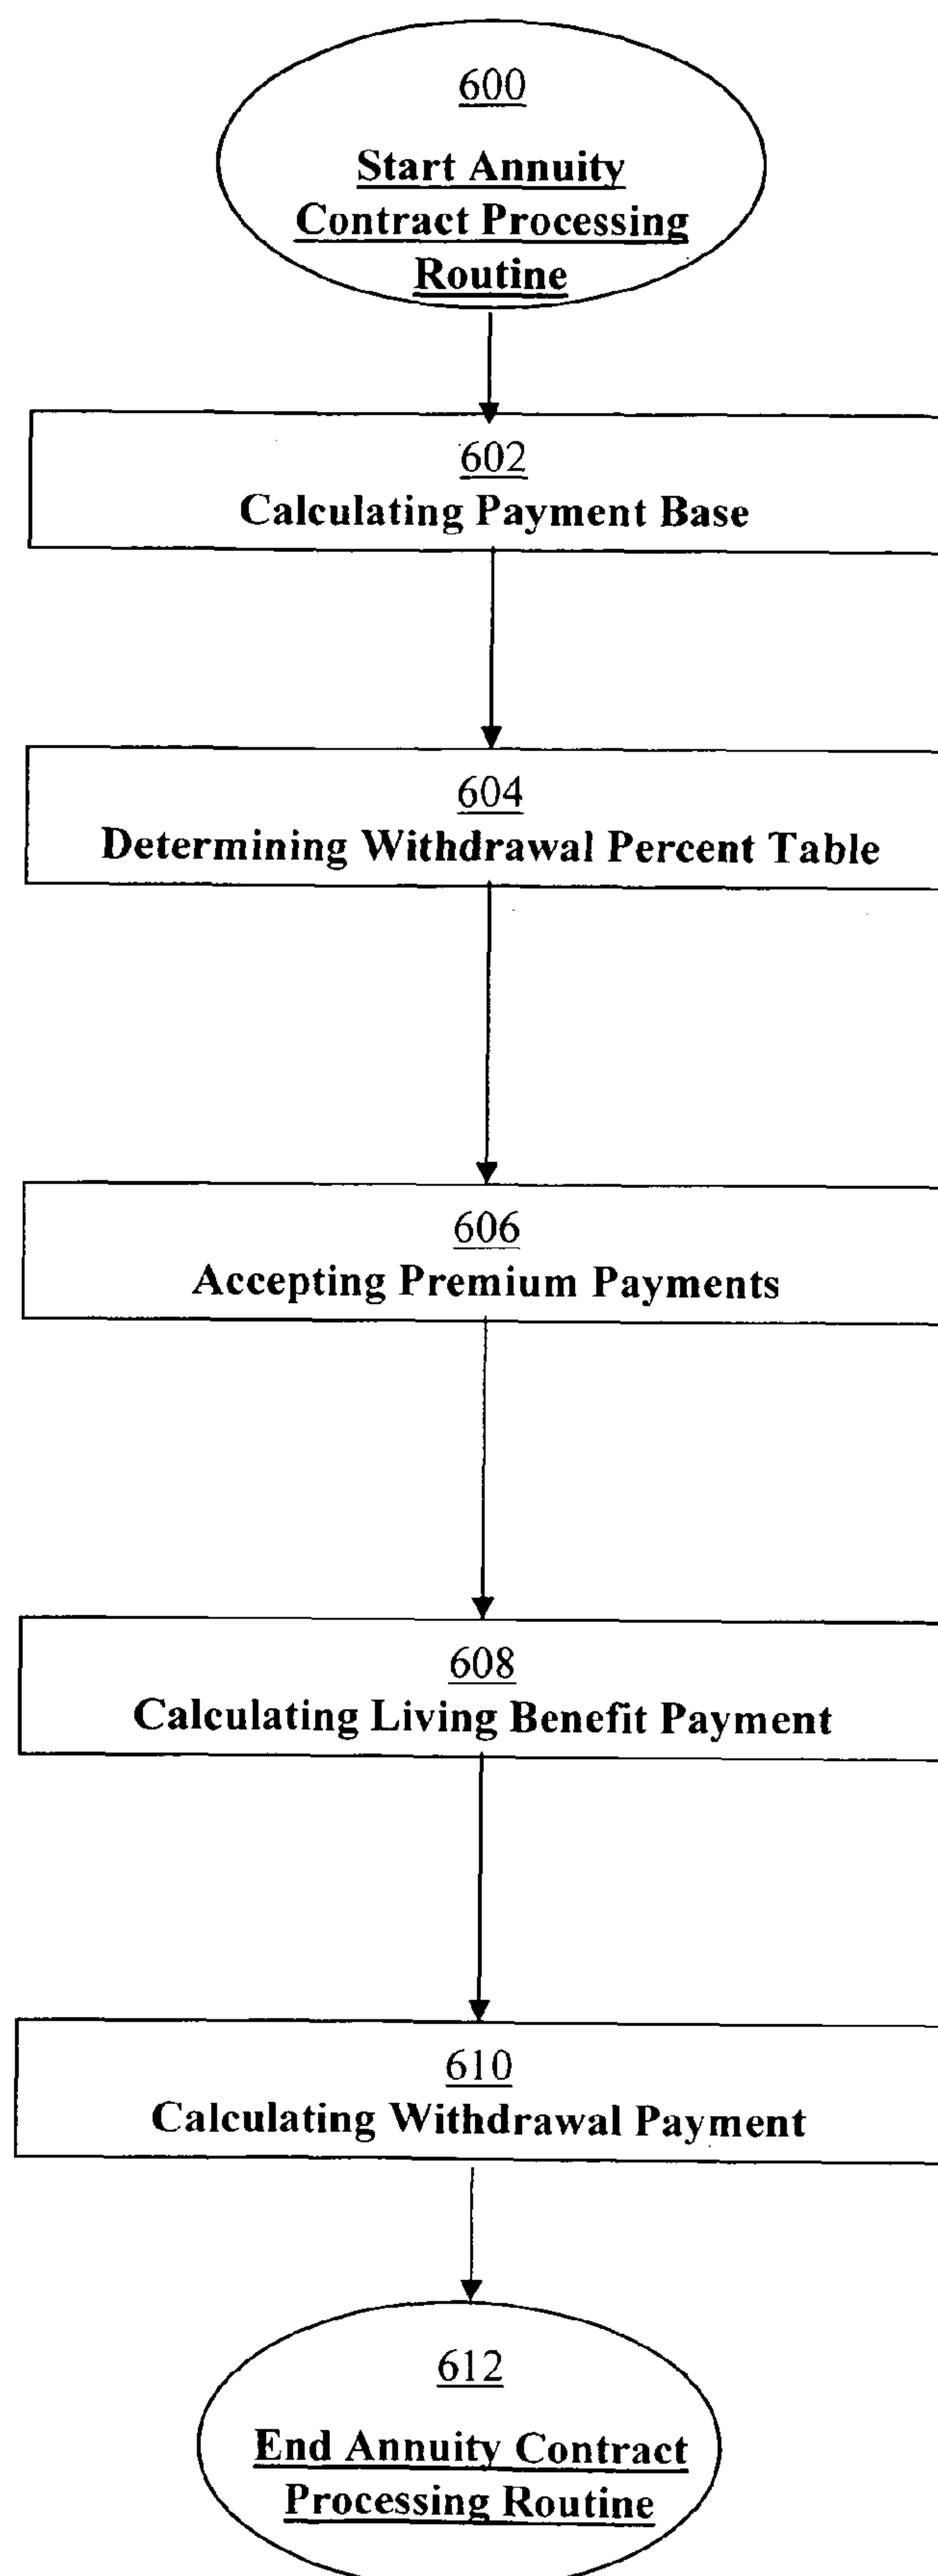 600
Start Annuity
Contract Processing
Routine
602
Calculating Payment Base
604
Determining Withdrawal Percent Table
606
Accepting Premium Payments
608
Calculating Living Benefit Payment
610
Calculating Withdrawal Payment
612
End Annuity Contract
Processing Routine